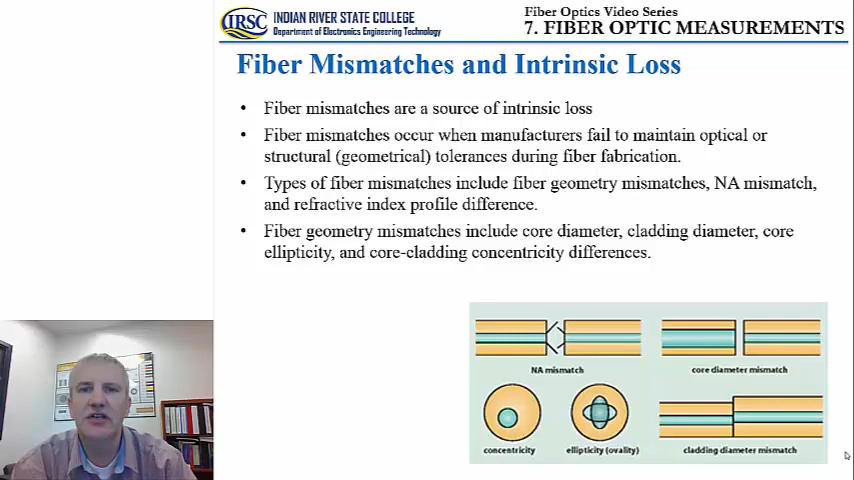 IRSC
INDIAN RIVER STATE COLLEGE
Department of Electronics Engineering Technology
Fiber Optics Video Series
7. FIBER OPTIC MEASUREMENTS
Fiber Mismatches and Intrinsic Loss
• Fiber mismatches are a source of intrinsic loss
• Fiber mismatches occur when manufacturers fail to maintain optical or
structural (geometrical) tolerances during fiber fabrication.
• Types of fiber mismatches include fiber geometry mismatches, NA mismatch,
and refractive index profile difference.
• Fiber geometry mismatches include core diameter, cladding diameter, core
ellipticity, and core-cladding concentricity differences.
NA mismatch
core diameter mismatch
concentricity
ellipticity (ovality)
cladding diameter mismatch